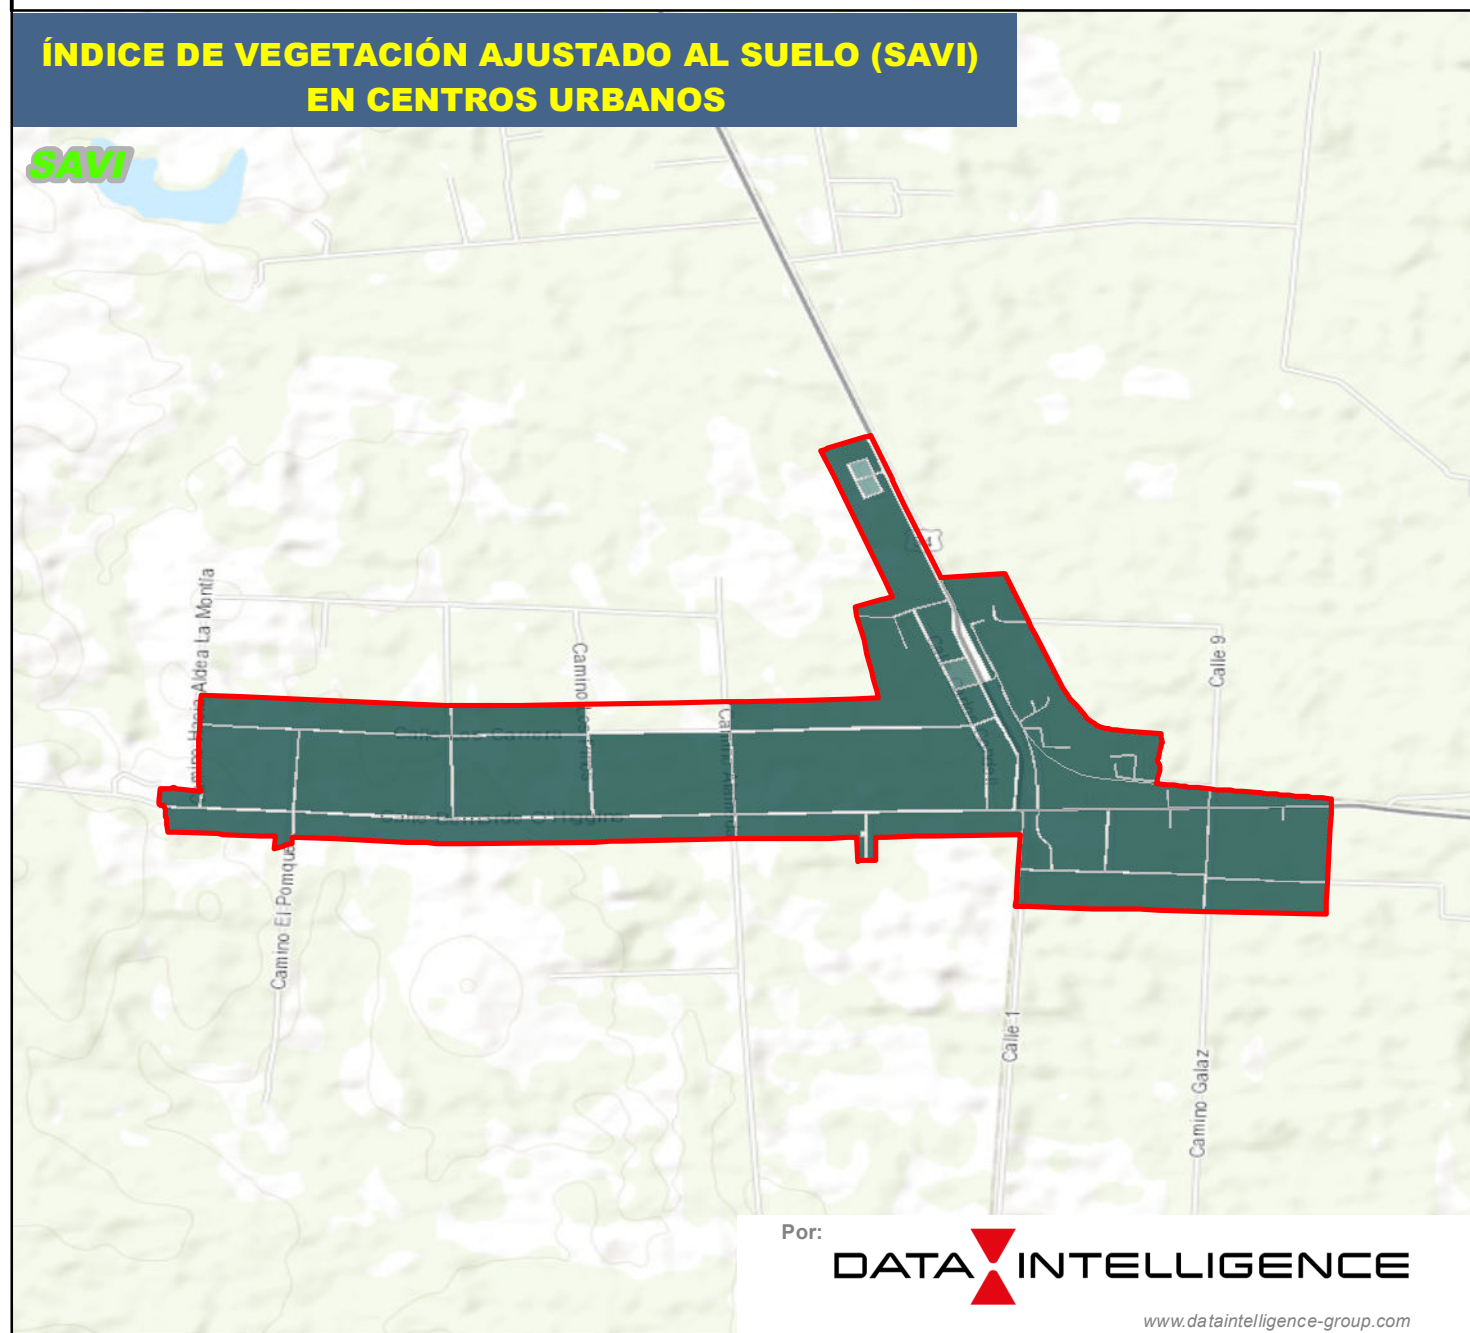 ÍNDICE DE VEGETACIÓN AJUSTADO AL SUELO (SAVI)
EN CENTROS URBANOS
SAVI
Camino Hacia Aldea La Montia
Camino
Calle 9
Camino El Pomque
Calle 1
Camino Galaz
Por:
DATA INTELLIGENCE
www.dataintelligence-group.com